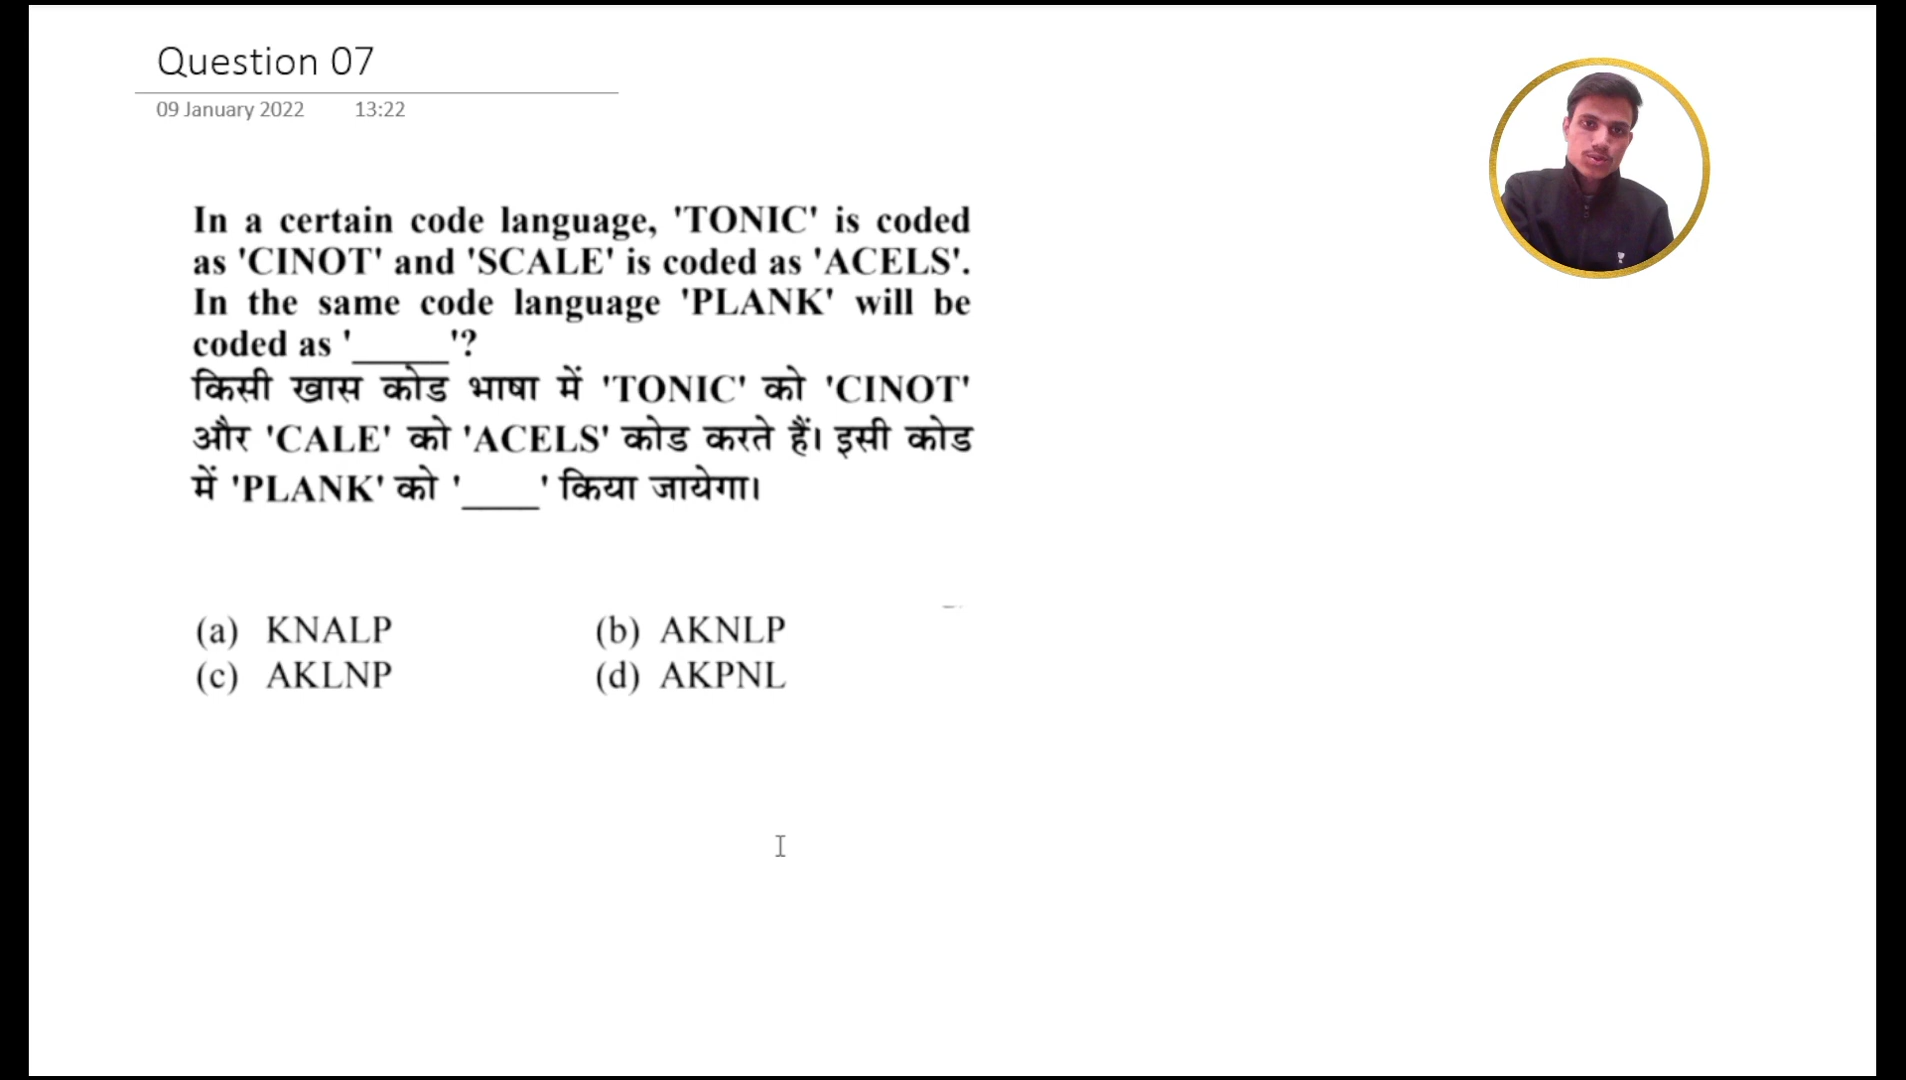 Question 07
09 January 2022 13:22
In a certain code language, 'TONIC' is coded
as 'CINOT' and 'SCALE' is coded as 'ACELS'.
In the same code language 'PLANK' will be
coded as '_____'?
किसी खास कोड भाषा में 'TONIC' को 'CINOT'
और 'CALE' को 'ACELS' कोड करते हैं। इसी कोड
में 'PLANK' को '____' किया जायेगा।
(a) KNALP (b) AKNLP
(c) AKLNP (d) AKPNL